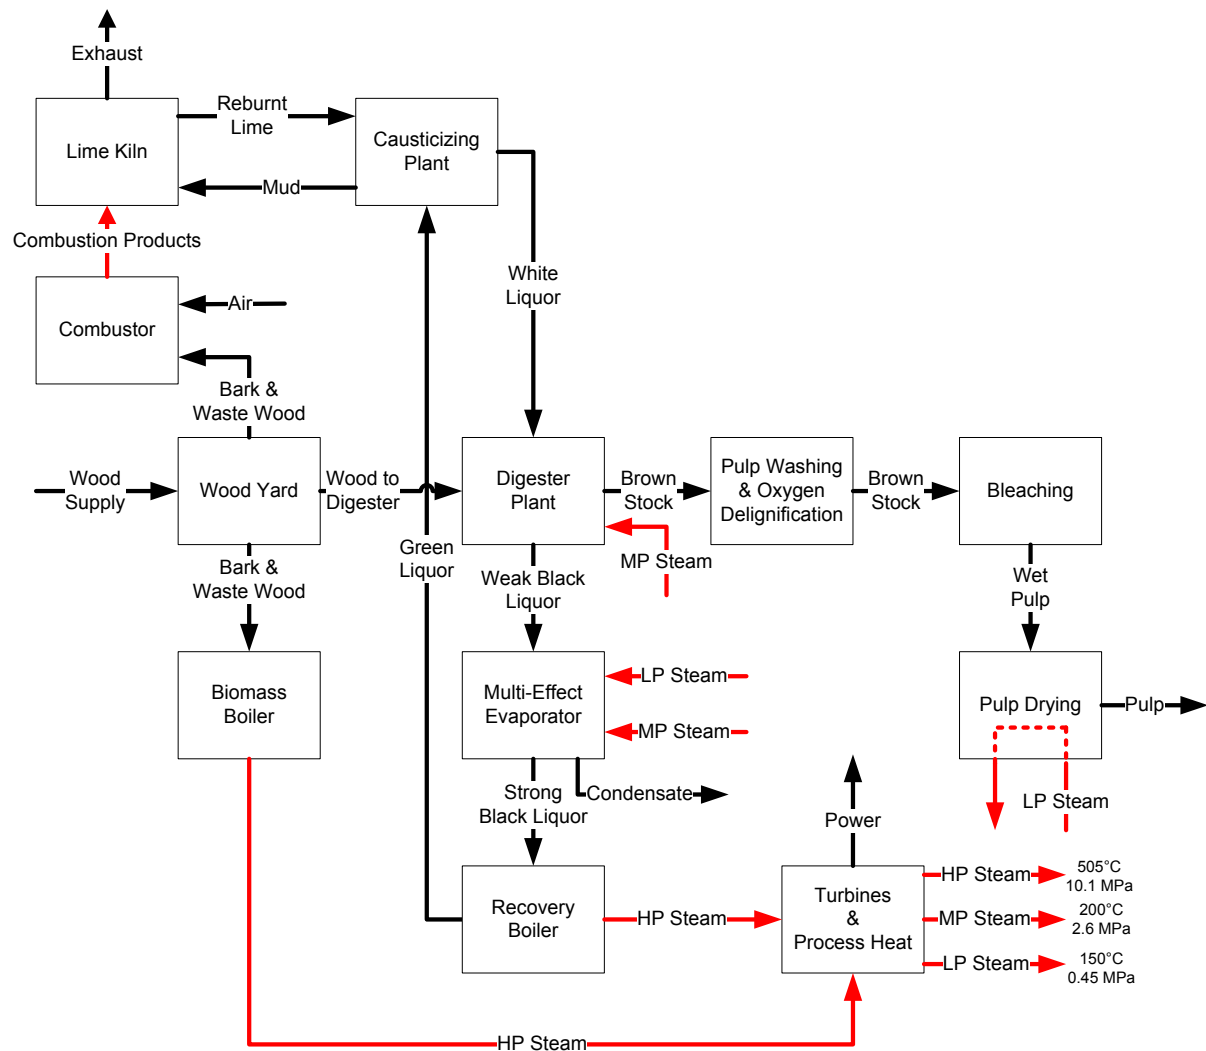 Exhaust
Reburnt
Lime
Lime Kiln
Causticizing
Plant
Mud
Combustion Products
White
Liquor
Air
Combustor
Bark &
Waste Wood
Wood
Supply
Wood Yard
Wood to
Digester
Digester
Plant
Brown
Stock
Pulp Washing
& Oxygen
Delignification
Brown
Stock
Bleaching
Green
Liquor
MP Steam
Bark &
Waste Wood
Weak Black
Liquor
Wet
Pulp
Biomass
Boiler
Multi-Effect
Evaporator
LP Steam
MP Steam
Pulp Drying
Pulp
Strong
Black Liquor
Condensate
LP Steam
Power
Recovery
Boiler
HP Steam
Turbines
&
Process Heat
HP Steam
505°C
10.1 MPa
MP Steam
200°C
2.6 MPa
LP Steam
150°C
0.45 MPa
HP Steam